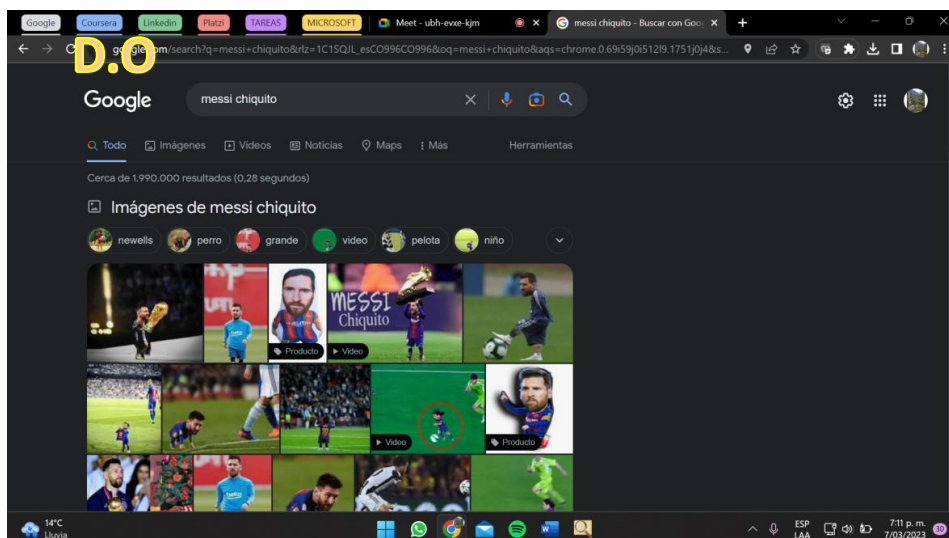 Google Coursera Linkedin Platzi TAREAS MICROSOFT Meet - ubh-evxe-kjm messi chiquito - Buscar con Goo
google.com/search?q=messi+chiquito&rlz=1C1SQJL_esCO996CO996&oq=messi+chiquito&aqs=chrome.0.69i59j0i512l9.1751j0j4&s...
D.O
Google messi chiquito
Todo Imágenes Videos Noticias Maps Más Herramientas
Cerca de 1.990.000 resultados (0,28 segundos)
Imágenes de messi chiquito
newells perro grande video pelota niño
MESSI
Chiquito
Producto Video
Video Producto
14°C
Lluvia
ESP
LAA
7:11 p. m.
7/03/2023
30